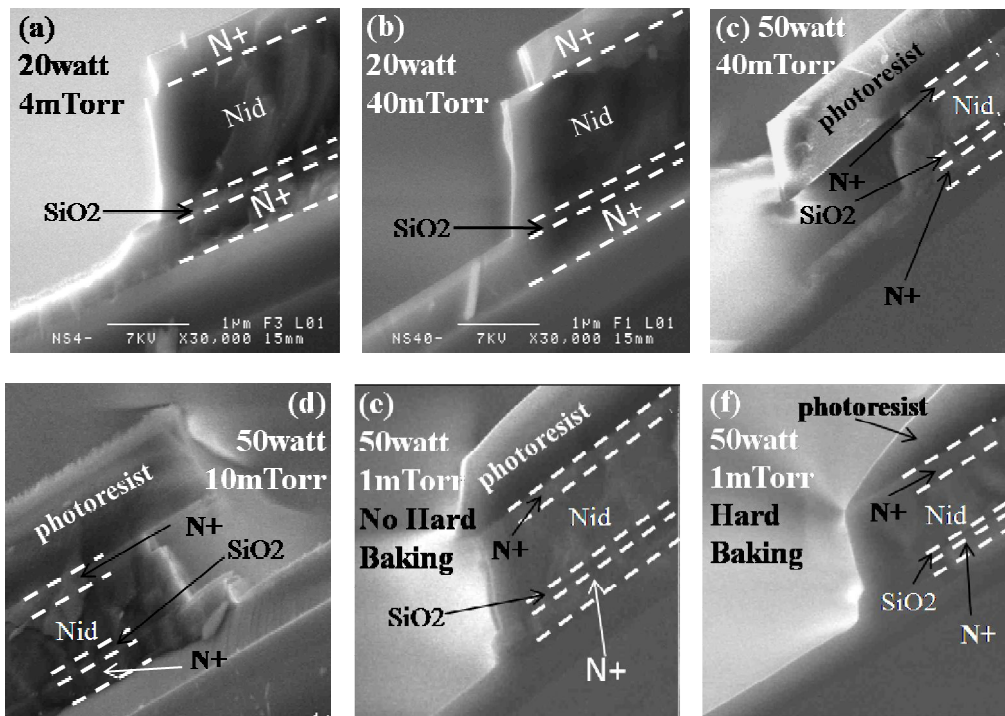 (a)
20watt
4mTorr
N+
Nid
SiO2
N+
1µm F3 L01
NS4- 7KV X30,000 15mm
(b)
20watt
40mTorr
N+
Nid
SiO2
N+
1µm F1 L01
NS40- 7KV X30,000 15mm
(c) 50watt
40mTorr
photoresist
Nid
N+
SiO2
N+
(d)
50watt
10mTorr
photoresist
N+
SiO2
Nid
N+
(e)
50watt
1mTorr
No Hard
Baking
photoresist
N+
Nid
SiO2
N+
(f)
50watt
1mTorr
Hard
Baking
photoresist
N+
Nid
SiO2
N+